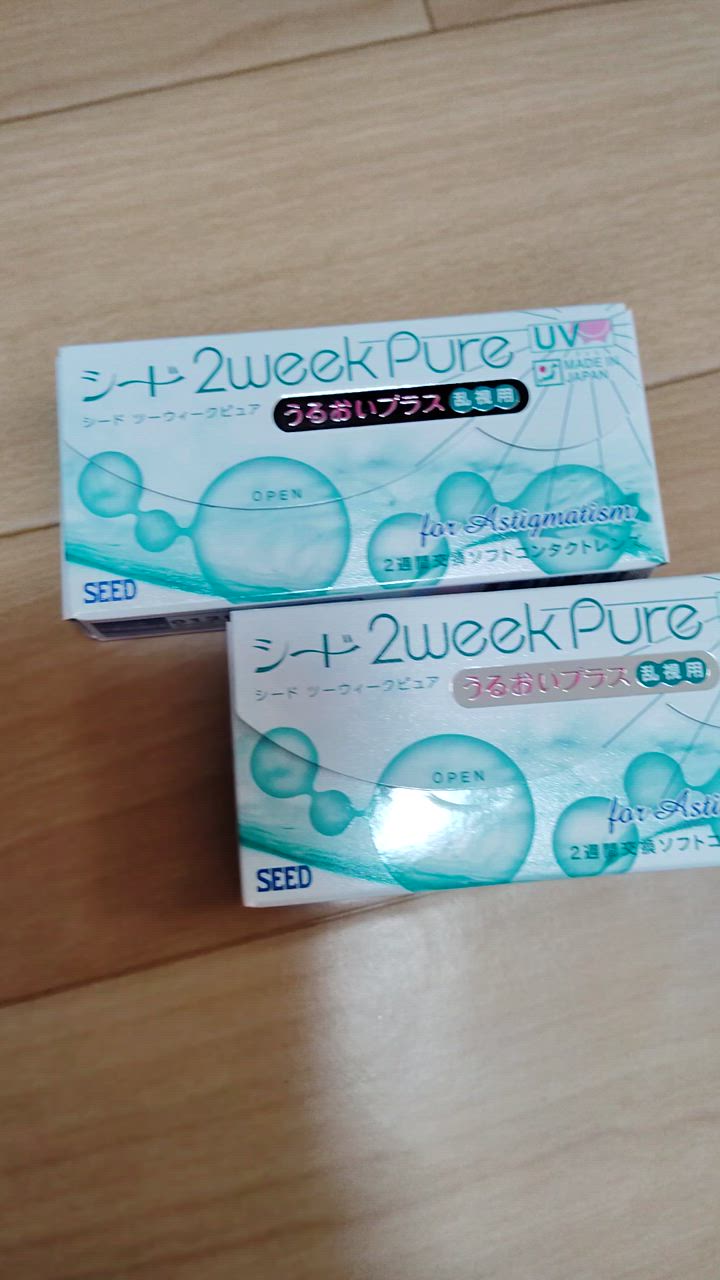 シード 2week Pure
UV
MADE IN
JAPAN
シード ツーウィークピュア
うるおいプラス 乱視用
OPEN
for Astigmatism
2週間交換ソフトコンタクトレンズ
SEED
シード 2week Pure
シード ツーウィークピュア
うるおいプラス 乱視用
OPEN
for Asti
2週間交換ソフトコ
SEED